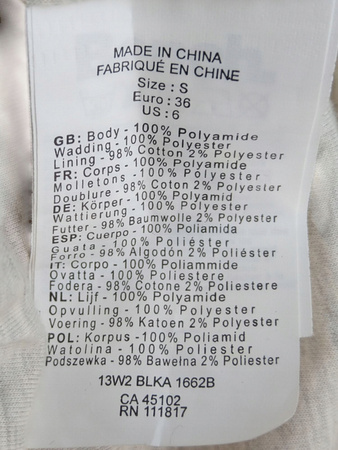 MADE IN CHINA
FABRIQUÉ EN CHINE
Size : S
Euro : 36
US : 6
GB: Body - 100% Polyamide
Wadding - 100% Polyester
Lining - 98% Cotton 2% Polyester
FR: Corps - 100% Polyamide
Molletons - 100% Polyester
Doublure - 98% Coton 2% Polyester
DE: Körper - 100% Polyamid
Wattierung - 100% Polyester
Futter - 98% Baumwolle 2% Polyester
ESP: Cuerpo - 100% Poliamida
Guata - 100% Poliéster
Forro - 98% Algodón 2% Poliéster
IT: Corpo - 100% Poliammide
Ovatta - 100% Poliestere
Fodera - 98% Cotone 2% Poliestere
NL: Lijf - 100% Polyamide
Opvulling - 100% Polyester
Voering - 98% Katoen 2% Polyester
POL: Korpus - 100% Poliamid
Watolina - 100% Poliester
Podszewka - 98% Bawełna 2% Poliester
13W2 BLKA 1662B
CA 45102
RN 111817